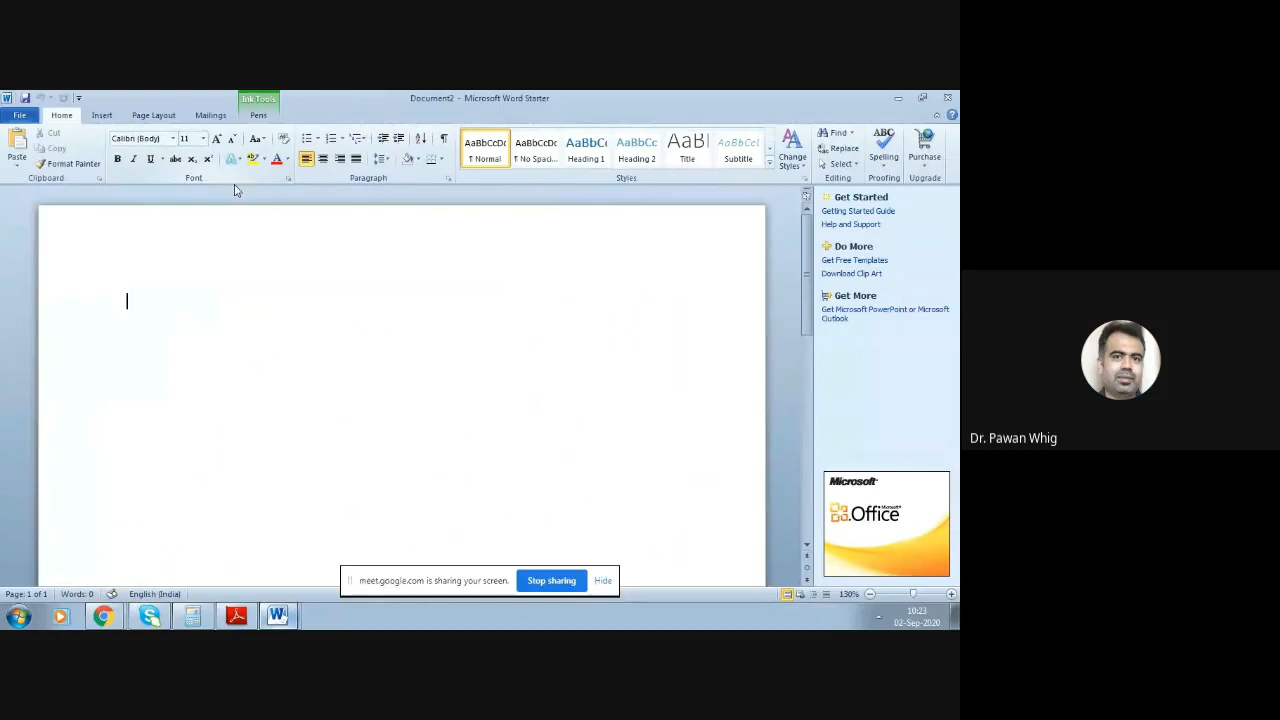 Ink Tools
Document2 - Microsoft Word Starter
File Home Insert Page Layout Mailings Pens
Cut
Copy
Format Painter
Paste
Clipboard
Calibri (Body) 11
Font
Paragraph
AaBbCcDc AaBbCcDc AaBbCc AaBbCc AaBl AaBbCcl
¶ Normal ¶ No Spaci... Heading 1 Heading 2 Title Subtitle
Change
Styles
Styles
Find
Replace
Select
Editing
ABC
Spelling
Proofing
Purchase
Upgrade
Get Started
Getting Started Guide
Help and Support
Do More
Get Free Templates
Download Clip Art
Get More
Get Microsoft PowerPoint or Microsoft
Outlook
Microsoft
Microsoft
Office
Dr. Pawan Whig
meet.google.com is sharing your screen. Stop sharing Hide
Page: 1 of 1 Words: 0 English (India) 130%
10:23
02-Sep-2020